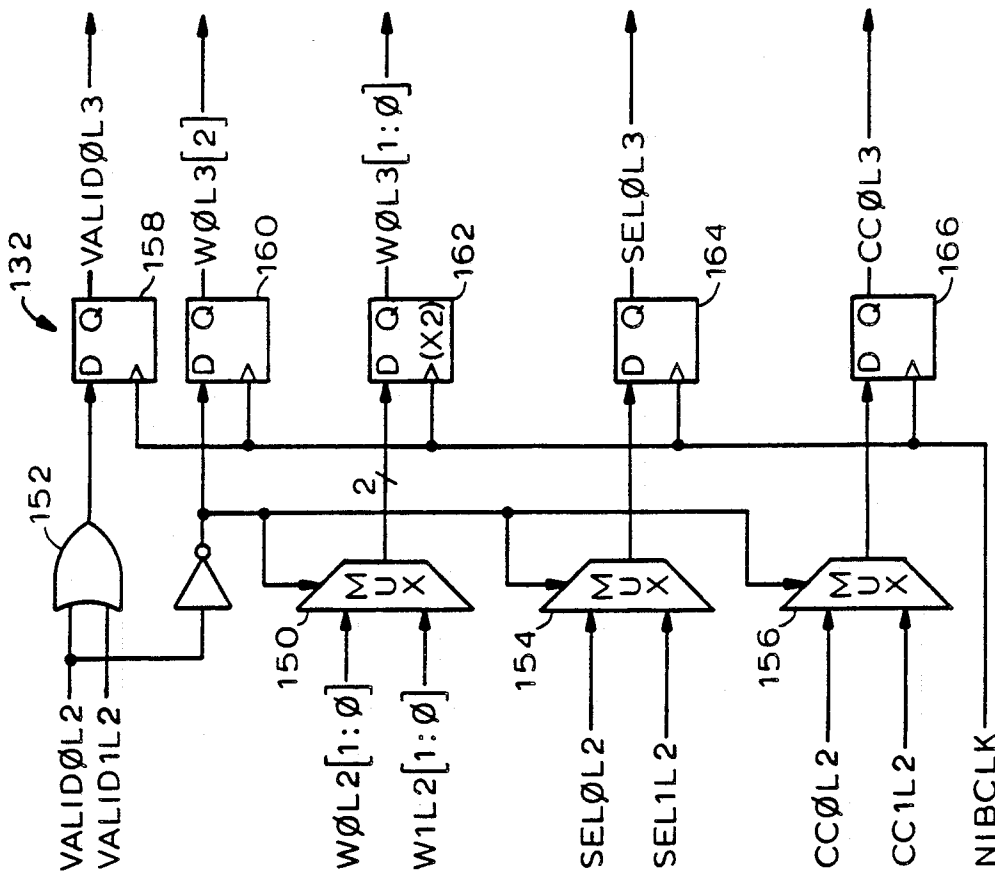 132
VALIDØL3
WØL3[2]
WØL3[1:Ø]
SELØL3
CCØL3
158
160
162
164
166
D Q
D Q
D Q
(X2)
D Q
D Q
152
2
150
MUX
154
MUX
156
MUX
VALIDØL2
VALID1L2
WØL2[1:Ø]
W1L2[1:Ø]
SELØL2
SEL1L2
CCØL2
CC1L2
NIBCLK